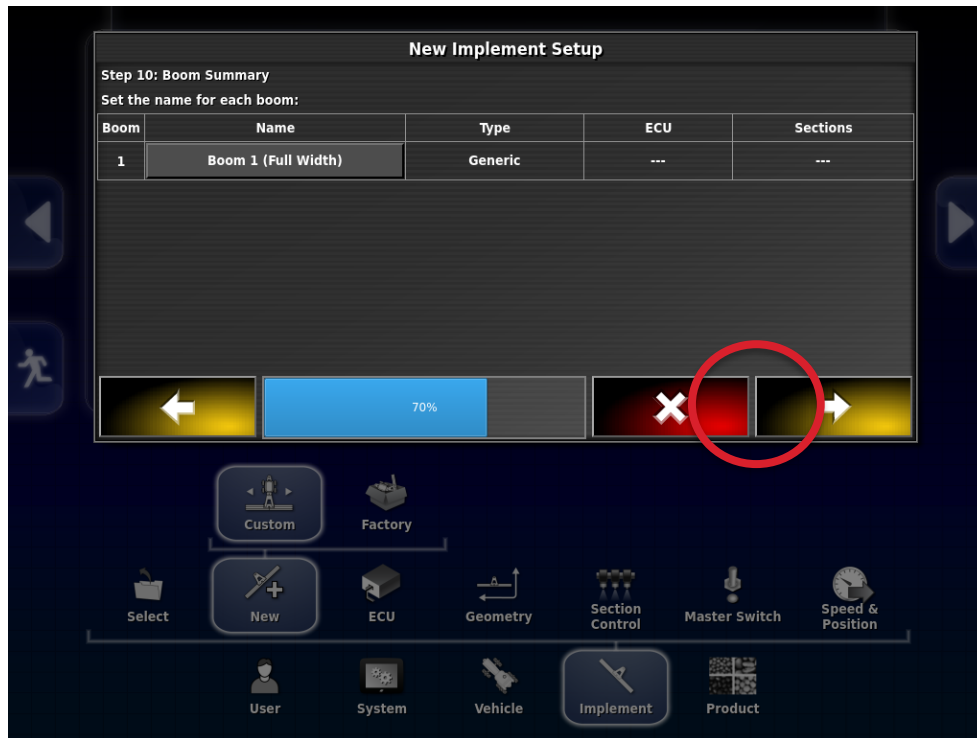 New Implement Setup
Step 10: Boom Summary
Set the name for each boom:
Boom Name Type ECU Sections
1 Boom 1 (Full Width) Generic --- ---
70%
Custom Factory
Select New ECU Geometry Section Control Master Switch Speed & Position
User System Vehicle Implement Product